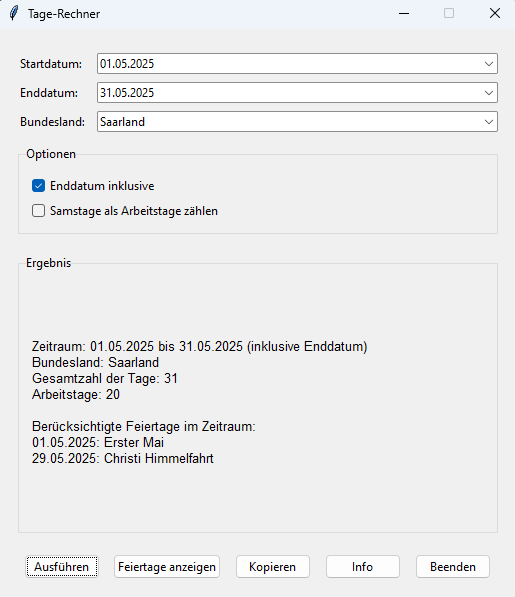 Tage-Rechner
Startdatum: 01.05.2025
Enddatum: 31.05.2025
Bundesland: Saarland
Optionen
Enddatum inklusive
Samstage als Arbeitstage zählen
Ergebnis
Zeitraum: 01.05.2025 bis 31.05.2025 (inklusive Enddatum)
Bundesland: Saarland
Gesamtzahl der Tage: 31
Arbeitstage: 20
Berücksichtigte Feiertage im Zeitraum:
01.05.2025: Erster Mai
29.05.2025: Christi Himmelfahrt
Ausführen Feiertage anzeigen Kopieren Info Beenden